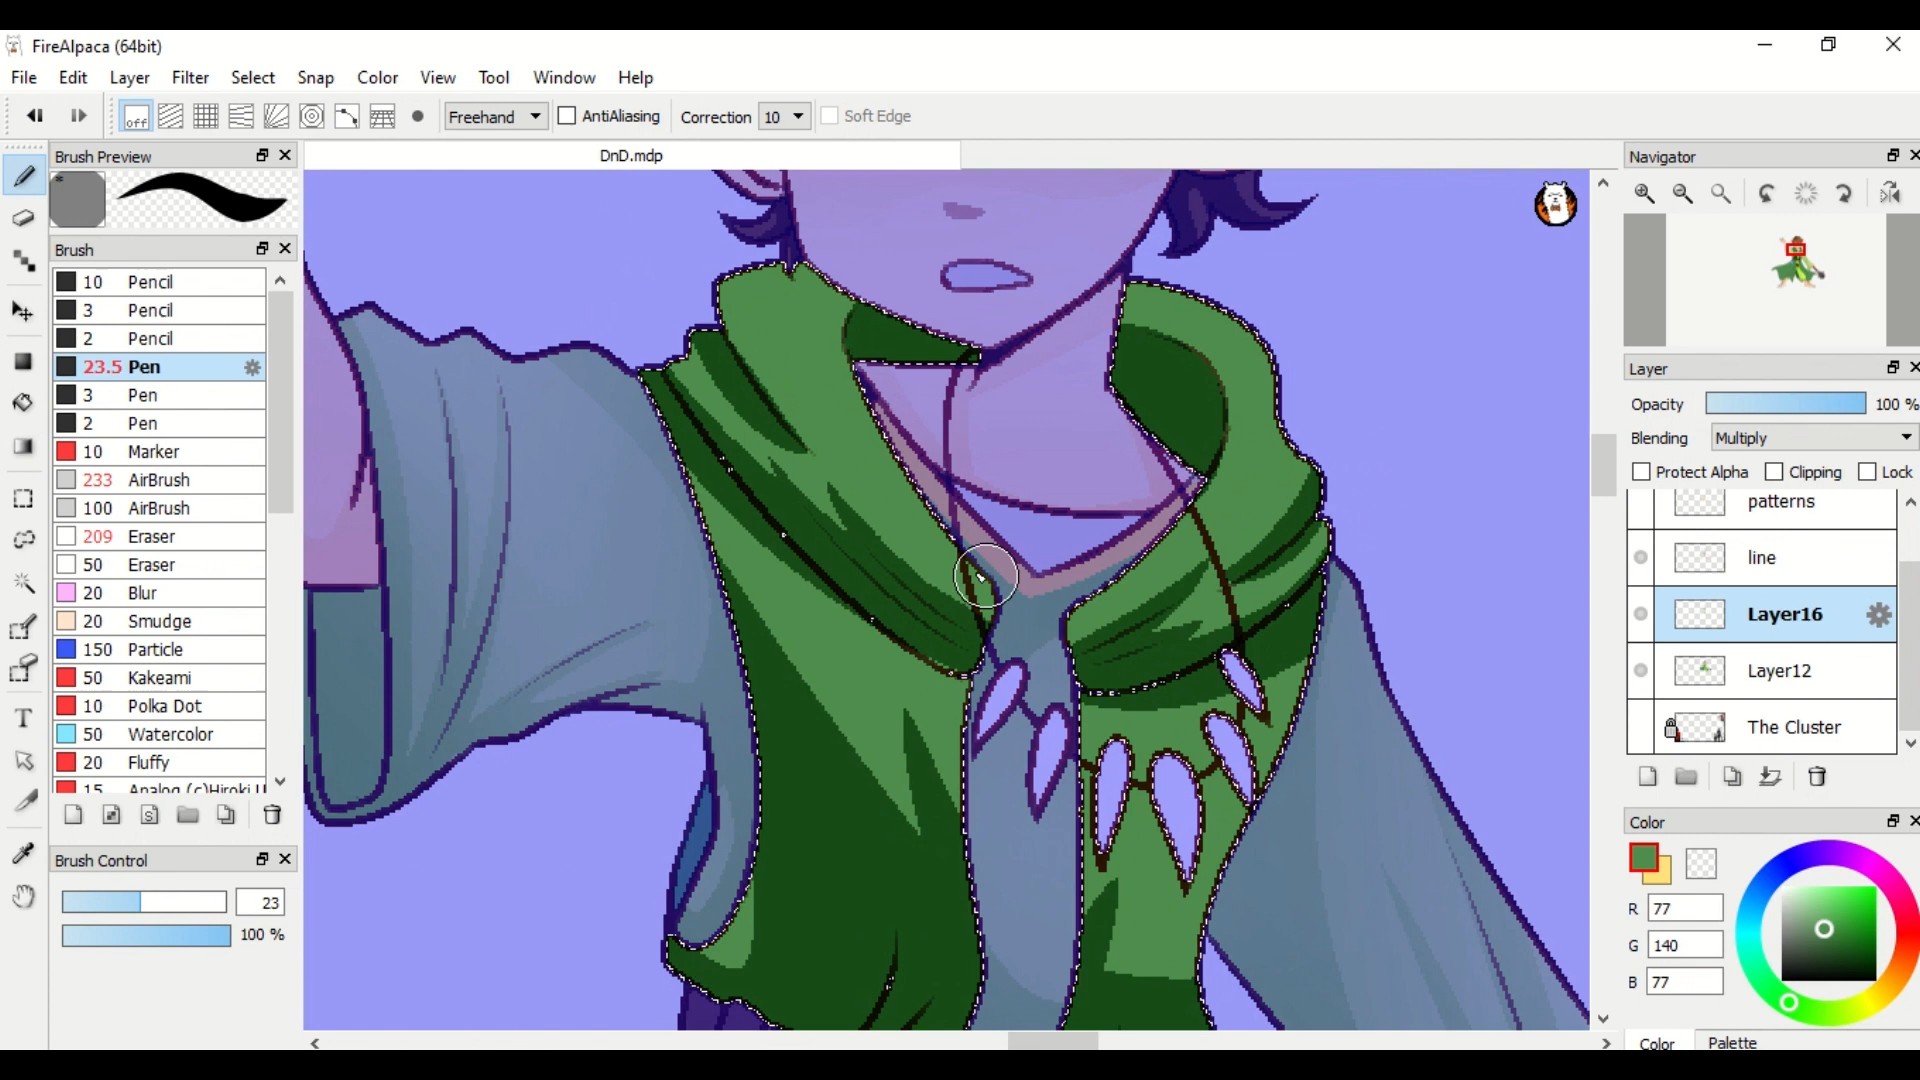 FireAlpaca (64bit)
File Edit Layer Filter Select Snap Color View Tool Window Help
off Freehand AntiAliasing Correction 10 Soft Edge
Brush Preview
DnD.mdp
Navigator
Brush
10 Pencil
3 Pencil
2 Pencil
23.5 Pen
3 Pen
2 Pen
10 Marker
233 AirBrush
100 AirBrush
209 Eraser
50 Eraser
20 Blur
20 Smudge
150 Particle
50 Kakeami
10 Polka Dot
50 Watercolor
20 Fluffy
15 Analog (c)Hiroki U
Brush Control
23
100 %
Layer
Opacity 100 %
Blending Multiply
Protect Alpha Clipping Lock
patterns
line
Layer16
Layer12
The Cluster
Color
R 77
G 140
B 77
Color Palette